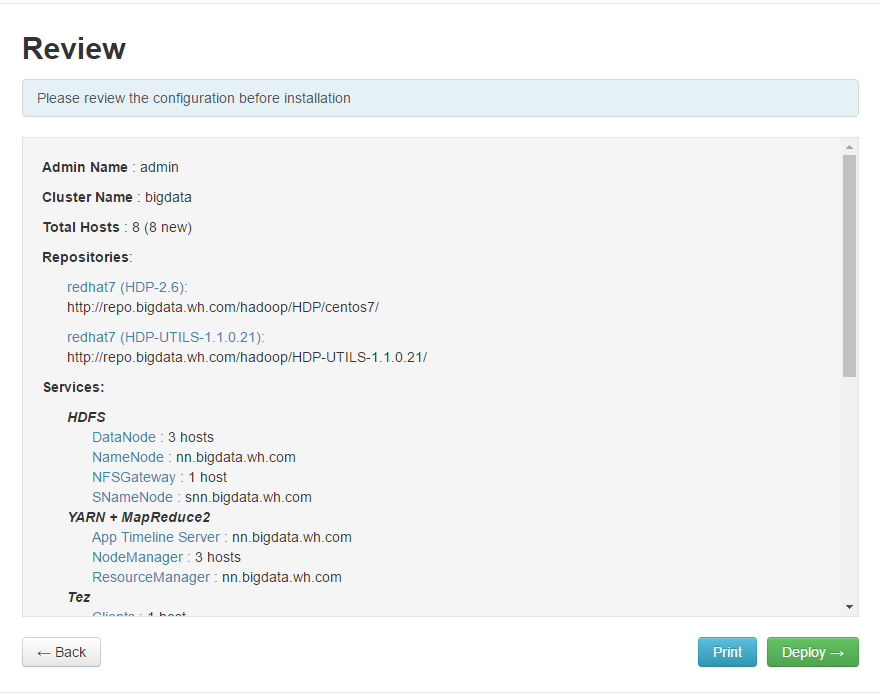 Review
Please review the configuration before installation
Admin Name : admin
Cluster Name : bigdata
Total Hosts : 8 (8 new)
Repositories:
redhat7 (HDP-2.6):
http://repo.bigdata.wh.com/hadoop/HDP/centos7/
redhat7 (HDP-UTILS-1.1.0.21):
http://repo.bigdata.wh.com/hadoop/HDP-UTILS-1.1.0.21/
Services:
HDFS
DataNode : 3 hosts
NameNode : nn.bigdata.wh.com
NFSGateway : 1 host
SNameNode : snn.bigdata.wh.com
YARN + MapReduce2
App Timeline Server : nn.bigdata.wh.com
NodeManager : 3 hosts
ResourceManager : nn.bigdata.wh.com
Tez
Clients : 1 host
← Back
Print
Deploy →